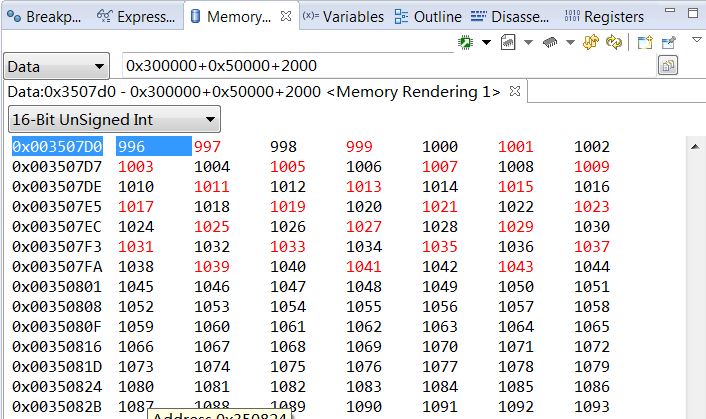 Breakp... Expres... Memory... Variables Outline Disasse... Registers
Data 0x300000+0x50000+2000
Data:0x3507d0 - 0x300000+0x50000+2000 <Memory Rendering 1>
16-Bit UnSigned Int
0x003507D0 996 997 998 999 1000 1001 1002
0x003507D7 1003 1004 1005 1006 1007 1008 1009
0x003507DE 1010 1011 1012 1013 1014 1015 1016
0x003507E5 1017 1018 1019 1020 1021 1022 1023
0x003507EC 1024 1025 1026 1027 1028 1029 1030
0x003507F3 1031 1032 1033 1034 1035 1036 1037
0x003507FA 1038 1039 1040 1041 1042 1043 1044
0x00350801 1045 1046 1047 1048 1049 1050 1051
0x00350808 1052 1053 1054 1055 1056 1057 1058
0x0035080F 1059 1060 1061 1062 1063 1064 1065
0x00350816 1066 1067 1068 1069 1070 1071 1072
0x0035081D 1073 1074 1075 1076 1077 1078 1079
0x00350824 1080 1081 1082 1083 1084 1085 1086
0x0035082B 1087 1088 1089 1090 1091 1092 1093
Address 0x350824